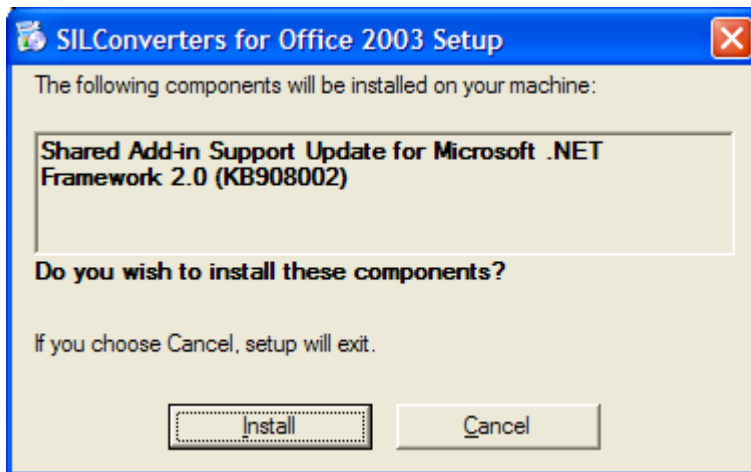 SILConverters for Office 2003 Setup
The following components will be installed on your machine:
Shared Add-in Support Update for Microsoft .NET
Framework 2.0 (KB908002)
Do you wish to install these components?
If you choose Cancel, setup will exit.
Install
Cancel